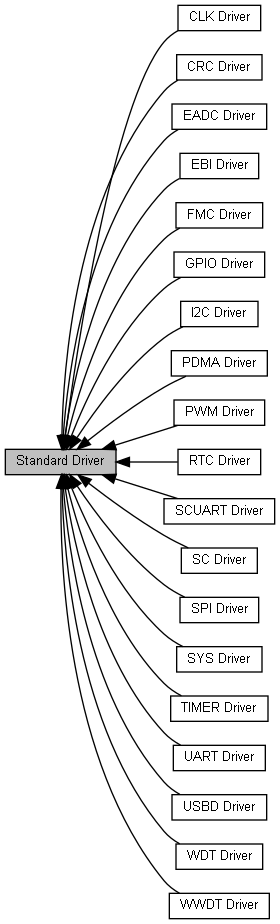 CLK Driver
CRC Driver
EADC Driver
EBI Driver
FMC Driver
GPIO Driver
I2C Driver
PDMA Driver
PWM Driver
Standard Driver
RTC Driver
SCUART Driver
SC Driver
SPI Driver
SYS Driver
TIMER Driver
UART Driver
USBD Driver
WDT Driver
WWDT Driver